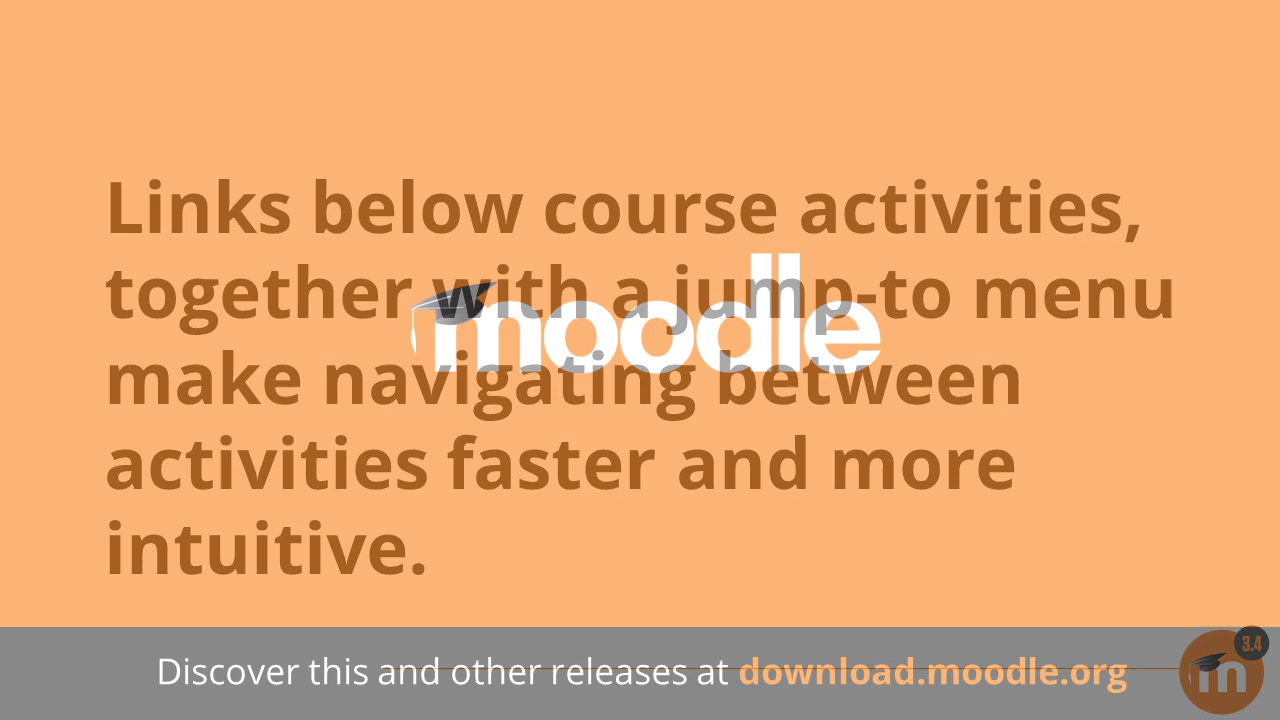 Links below course activities,
together with a jump-to menu
moodle
make navigating between
activities faster and more
intuitive.
Discover this and other releases at download.moodle.org
3.4
m